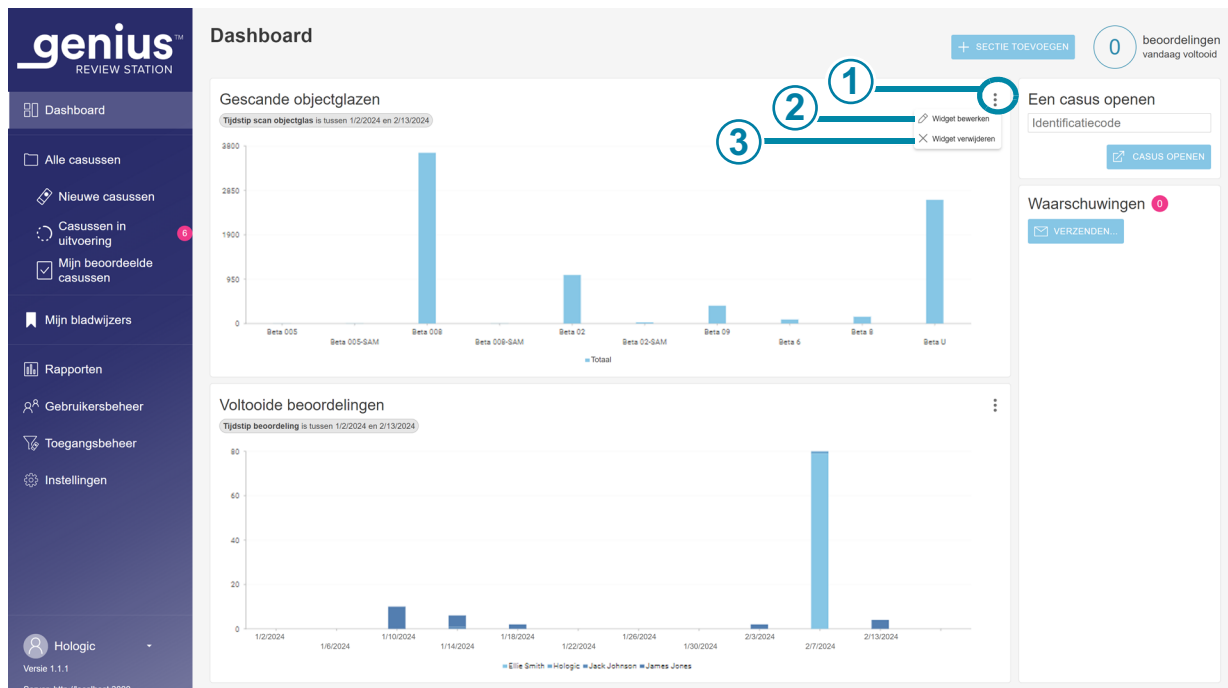 genius™
REVIEW STATION
Dashboard
Alle casussen
Nieuwe casussen
Casussen in
uitvoering
6
Mijn beoordeelde
casussen
Mijn bladwijzers
Rapporten
Gebruikersbeheer
Toegangsbeheer
Instellingen
Hologic
Versie 1.1.1
Dashboard
SECTIE TOEVOEGEN
0
beoordelingen
vandaag voltooid
Gescande objectglazen
Tijdstip scan objectglas is tussen 1/2/2024 en 2/13/2024
1
2
3
Widget bewerken
Widget verwijderen
3800
2850
1900
950
0
Beta 005
Beta 005-SAM
Beta 008
Beta 008-SAM
Beta 02
Beta 02-SAM
Beta 09
Beta 6
Beta 8
Beta U
Totaal
Voltooide beoordelingen
Tijdstip beoordeling is tussen 1/2/2024 en 2/13/2024
80
60
40
20
0
1/2/2024
1/6/2024
1/10/2024
1/14/2024
1/18/2024
1/22/2024
1/26/2024
1/30/2024
2/3/2024
2/7/2024
2/13/2024
Ellie Smith Hologic Jack Johnson James Jones
Een casus openen
Identificatiecode
CASUS OPENEN
Waarschuwingen 0
VERZENDEN...